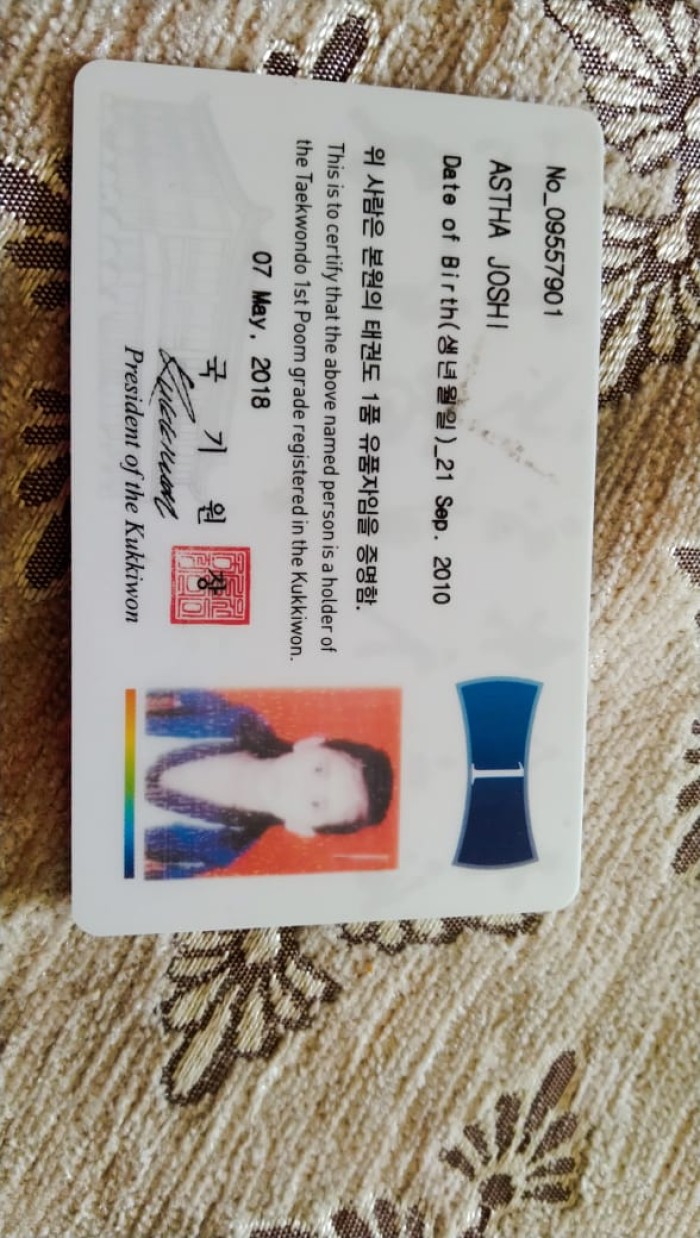 No_09557901
ASTHA JOSHI
Date of Birth(생년월일)_21 Sep. 2010
위 사람은 본원의 태권도 1품 유품자임을 증명함.
This is to certify that the above named person is a holder of
the Taekwondo 1st Poom grade registered in the Kukkiwon.
07 May, 2018
국 기 원
Kukkiwon
President of the Kukkiwon
장
1